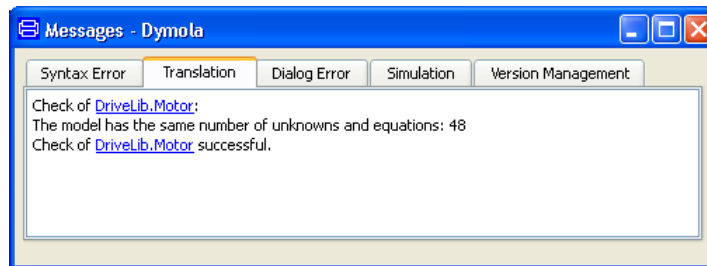 Messages - Dymola
Syntax Error Translation Dialog Error Simulation Version Management
Check of DriveLib.Motor:
The model has the same number of unknowns and equations: 48
Check of DriveLib.Motor successful.